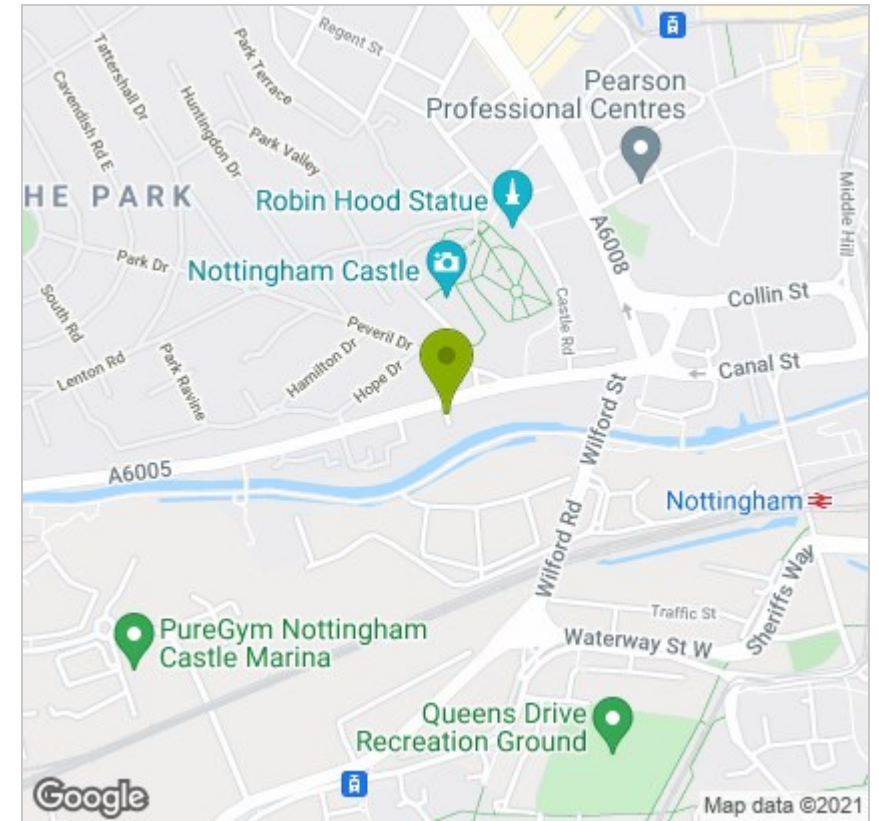 Regent St
Tattershall Dr
Park Terrace
Pearson
Professional Centres
Cavendish Rd E
Huntingdon Dr
Park Valley
HE PARK
Robin Hood Statue
A6008
Middle Hill
Park Dr
Nottingham Castle
South Rd
Castle Rd
Collin St
Peveril Dr
Lenton Rd
Park Ravine
Hamilton Dr
Hope Dr
← Canal St
Wilford St
A6005
Nottingham
Wilford Rd
Sheriffs Way
Traffic St
PureGym Nottingham
Castle Marina
Waterway St W
Queens Drive
Recreation Ground
Google
Map data ©2021